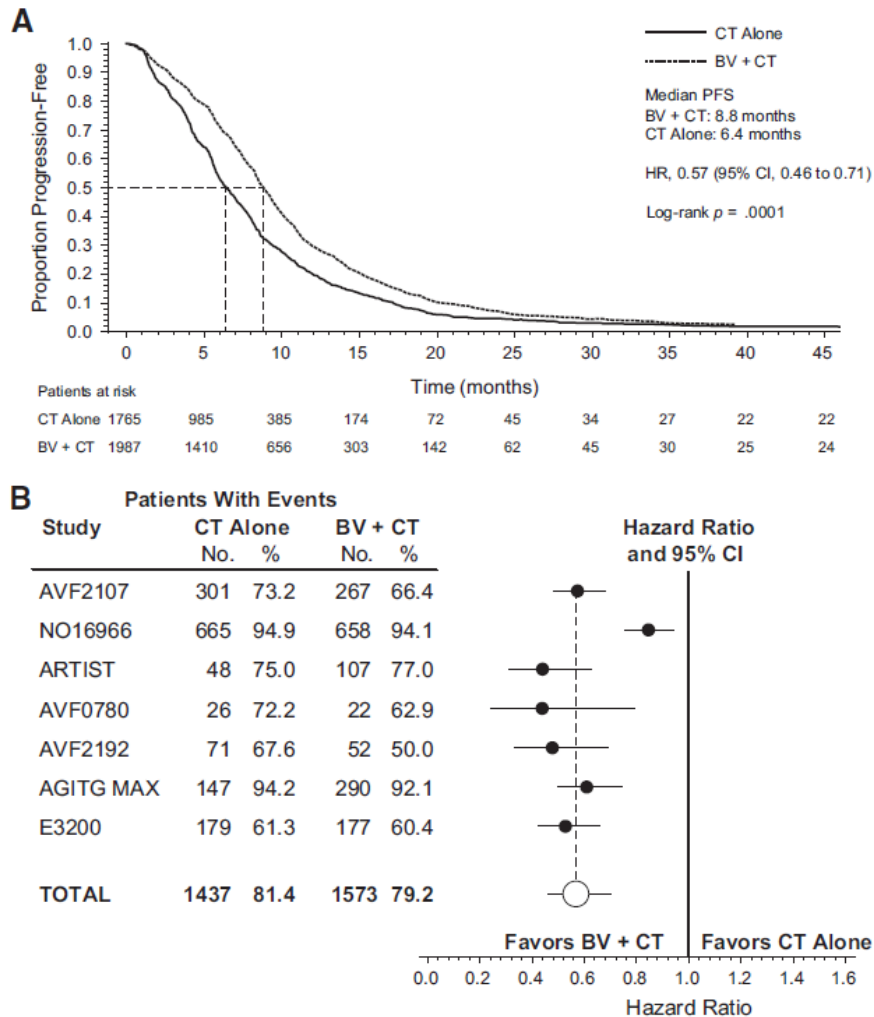 A
CT Alone
BV + CT
Median PFS
BV + CT: 8.8 months
CT Alone: 6.4 months
HR, 0.57 (95% CI, 0.46 to 0.71)
Log-rank p = .0001
Proportion Progression-Free
1.0
0.9
0.8
0.7
0.6
0.5
0.4
0.3
0.2
0.1
0.0
0 5 10 15 20 25 30 35 40 45
Time (months)
Patients at risk
CT Alone 1765 985 385 174 72 45 34 27 22 22
BV + CT 1987 1410 656 303 142 62 45 30 25 24
B
Patients With Events
Study CT Alone BV + CT Hazard Ratio
No. % No. % and 95% CI
AVF2107 301 73.2 267 66.4
NO16966 665 94.9 658 94.1
ARTIST 48 75.0 107 77.0
AVF0780 26 72.2 22 62.9
AVF2192 71 67.6 52 50.0
AGITG MAX 147 94.2 290 92.1
E3200 179 61.3 177 60.4
TOTAL 1437 81.4 1573 79.2
Favors BV + CT Favors CT Alone
0.0 0.2 0.4 0.6 0.8 1.0 1.2 1.4 1.6
Hazard Ratio